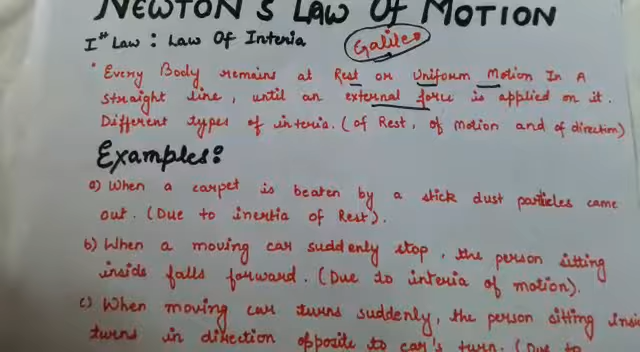 NEWTON'S LAW OF MOTION
Ist Law : Law Of Interia Galileo
Every Body remains at Rest or Uniform Motion In A
straight line, until an external force is applied on it.
Different types of interia. (of Rest, of motion and of direction)
Examples:
a) When a carpet is beaten by a stick dust particles came
out. (Due to inertia of Rest).
b) When a moving car suddenly stop, the person sitting
inside falls forward. (Due to interia of motion).
c) When moving car turns suddenly, the person sitting insid
turns in direction opposite to car's turn. (Due to